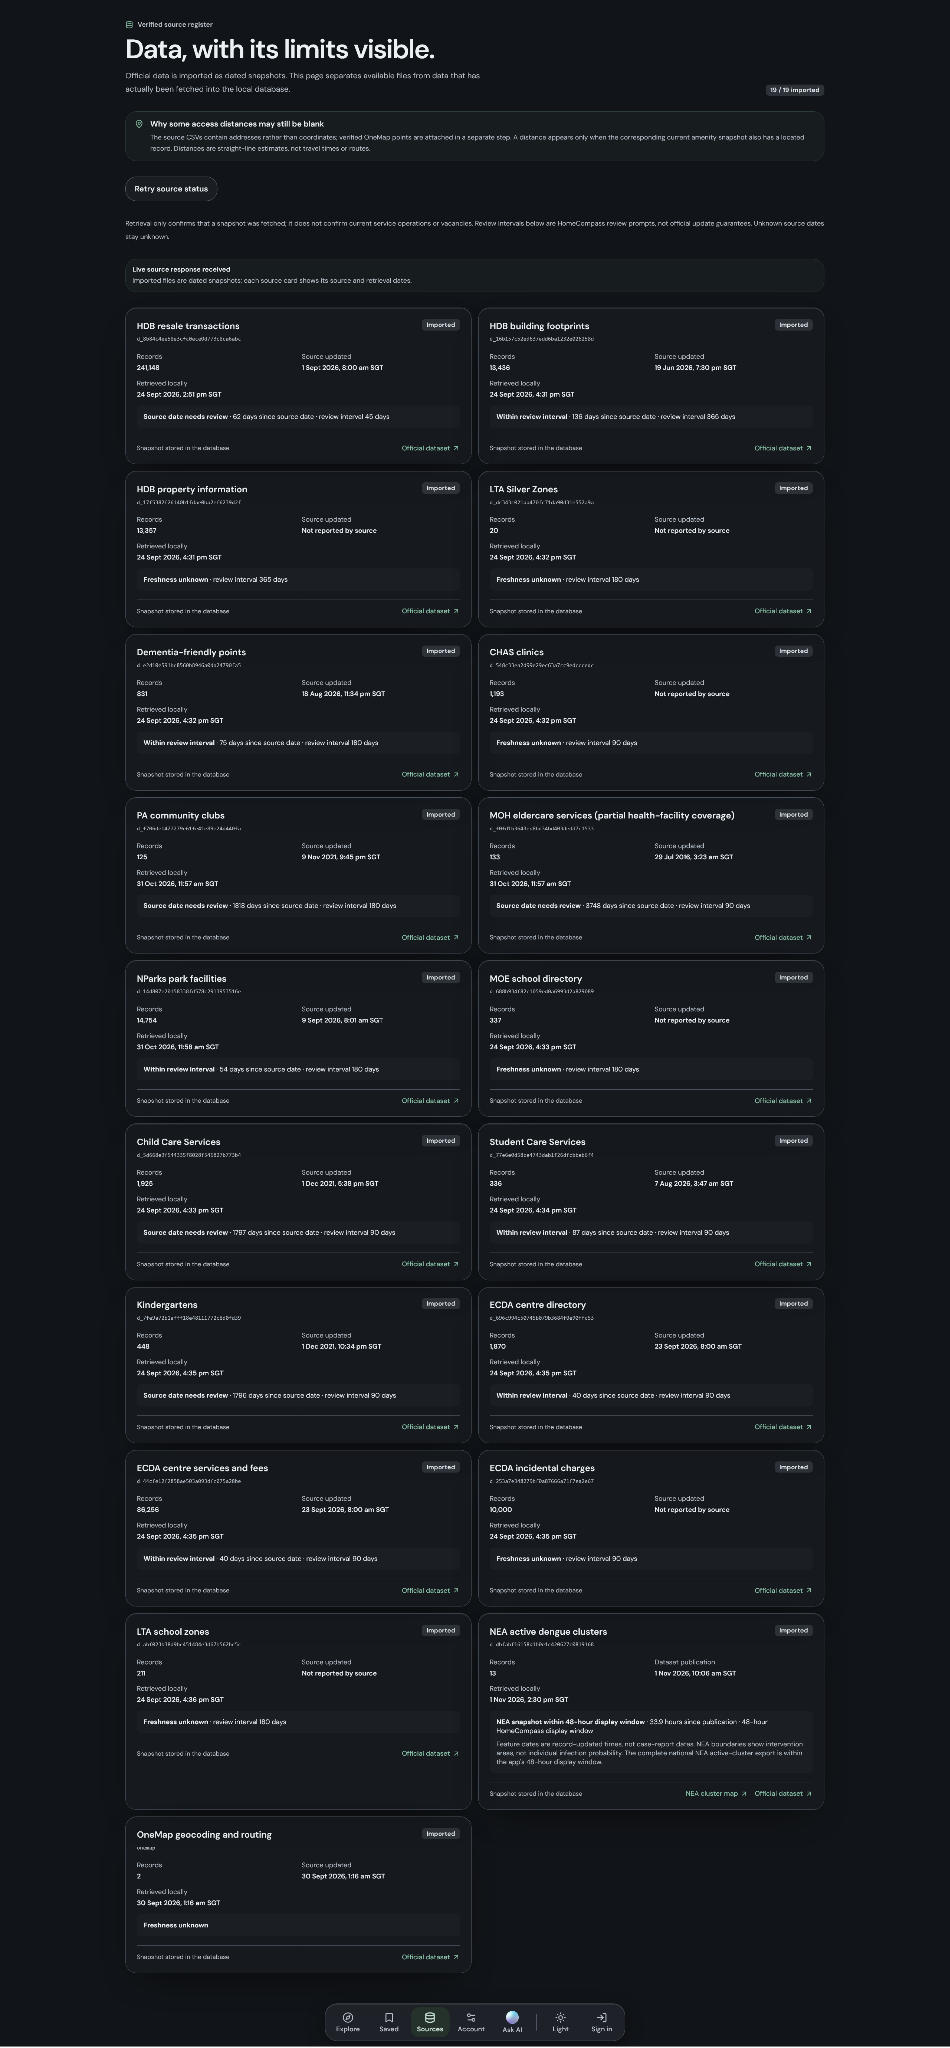 Verified source register
Data, with its limits visible.
Official data is imported as dated snapshots. This page separates available files from data that has
actually been fetched into the local database.
19 / 19 imported
Why some access distances may still be blank
The source CSVs contain addresses rather than coordinates; verified OneMap points are attached in a separate step. A distance appears only when the corresponding current amenity snapshot also has a located
record. Distances are straight-line estimates, not travel times or routes.
Retry source status
Retrieval only confirms that a snapshot was fetched; it does not confirm current service operations or vacancies. Review intervals below are HomeCompass review prompts, not official update guarantees. Unknown source dates
stay unknown.
Live source response received
Imported files are dated snapshots; each source card shows its source and retrieval dates.
HDB resale transactions
Imported
Records
Source updated
241,148
1 Sept 2026, 8:00 am SGT
Retrieved locally
24 Sept 2026, 2:51 pm SGT
Source date needs review · 62 days since source date · review interval 45 days
Snapshot stored in the database
Official dataset
HDB building footprints
Imported
Records
Source updated
13,436
19 Jun 2026, 7:30 pm SGT
Retrieved locally
24 Sept 2026, 4:31 pm SGT
Within review interval · 136 days since source date · review interval 365 days
Snapshot stored in the database
Official dataset
HDB property information
Imported
Records
Source updated
13,357
Not reported by source
Retrieved locally
24 Sept 2026, 4:31 pm SGT
Freshness unknown · review interval 365 days
Snapshot stored in the database
Official dataset
LTA Silver Zones
Imported
Records
Source updated
20
Not reported by source
Retrieved locally
24 Sept 2026, 4:32 pm SGT
Freshness unknown · review interval 180 days
Snapshot stored in the database
Official dataset
Dementia-friendly points
Imported
Records
Source updated
831
18 Aug 2026, 11:34 pm SGT
Retrieved locally
24 Sept 2026, 4:32 pm SGT
Within review interval · 75 days since source date · review interval 180 days
Snapshot stored in the database
Official dataset
CHAS clinics
Imported
Records
Source updated
1,193
Not reported by source
Retrieved locally
24 Sept 2026, 4:32 pm SGT
Freshness unknown · review interval 90 days
Snapshot stored in the database
Official dataset
PA community clubs
Imported
Records
Source updated
125
9 Nov 2021, 9:45 pm SGT
Retrieved locally
31 Oct 2026, 11:57 am SGT
Source date needs review · 1818 days since source date · review interval 180 days
Snapshot stored in the database
Official dataset
MOH eldercare services (partial health-facility coverage)
Imported
Records
Source updated
133
29 Jul 2016, 3:23 am SGT
Retrieved locally
31 Oct 2026, 11:57 am SGT
Source date needs review · 3748 days since source date · review interval 90 days
Snapshot stored in the database
Official dataset
NParks park facilities
Imported
Records
Source updated
14,754
9 Sept 2026, 8:01 am SGT
Retrieved locally
31 Oct 2026, 11:58 am SGT
Within review interval · 54 days since source date · review interval 180 days
Snapshot stored in the database
Official dataset
MOE school directory
Imported
Records
Source updated
337
Not reported by source
Retrieved locally
24 Sept 2026, 4:33 pm SGT
Freshness unknown · review interval 180 days
Snapshot stored in the database
Official dataset
Child Care Services
Imported
Records
Source updated
1,925
1 Dec 2021, 5:38 pm SGT
Retrieved locally
24 Sept 2026, 4:33 pm SGT
Source date needs review · 1797 days since source date · review interval 90 days
Snapshot stored in the database
Official dataset
Student Care Services
Imported
Records
Source updated
336
7 Aug 2026, 3:47 am SGT
Retrieved locally
24 Sept 2026, 4:34 pm SGT
Within review interval · 87 days since source date · review interval 90 days
Snapshot stored in the database
Official dataset
Kindergartens
Imported
Records
Source updated
448
1 Dec 2021, 10:34 pm SGT
Retrieved locally
24 Sept 2026, 4:35 pm SGT
Source date needs review · 1796 days since source date · review interval 90 days
Snapshot stored in the database
Official dataset
ECDA centre directory
Imported
Records
Source updated
1,870
23 Sept 2026, 8:00 am SGT
Retrieved locally
24 Sept 2026, 4:35 pm SGT
Within review interval · 40 days since source date · review interval 90 days
Snapshot stored in the database
Official dataset
ECDA centre services and fees
Imported
Records
Source updated
86,256
23 Sept 2026, 8:00 am SGT
Retrieved locally
24 Sept 2026, 4:35 pm SGT
Within review interval · 40 days since source date · review interval 90 days
Snapshot stored in the database
Official dataset
ECDA incidental charges
Imported
Records
Source updated
10,000
Not reported by source
Retrieved locally
24 Sept 2026, 4:35 pm SGT
Freshness unknown · review interval 90 days
Snapshot stored in the database
Official dataset
LTA school zones
Imported
Records
Source updated
211
Not reported by source
Retrieved locally
24 Sept 2026, 4:36 pm SGT
Freshness unknown · review interval 180 days
Snapshot stored in the database
Official dataset
NEA active dengue clusters
Imported
Records
Dataset publication
13
1 Nov 2026, 10:06 am SGT
Retrieved locally
1 Nov 2026, 2:30 pm SGT
NEA snapshot within 48-hour display window · 33.9 hours since publication · 48-hour
HomeCompass display window
Feature dates are record-updated times, not case-report dates. NEA boundaries show intervention
areas, not individual infection probability. The complete national NEA active-cluster export is within
the app's 48-hour display window.
Snapshot stored in the database
NEA cluster map
Official dataset
OneMap geocoding and routing
Imported
onemap
Records
Source updated
2
30 Sept 2026, 1:16 am SGT
Retrieved locally
30 Sept 2026, 1:16 am SGT
Freshness unknown
Snapshot stored in the database
Official dataset
Explore
Saved
Sources
Account
Ask AI
Light
Sign in